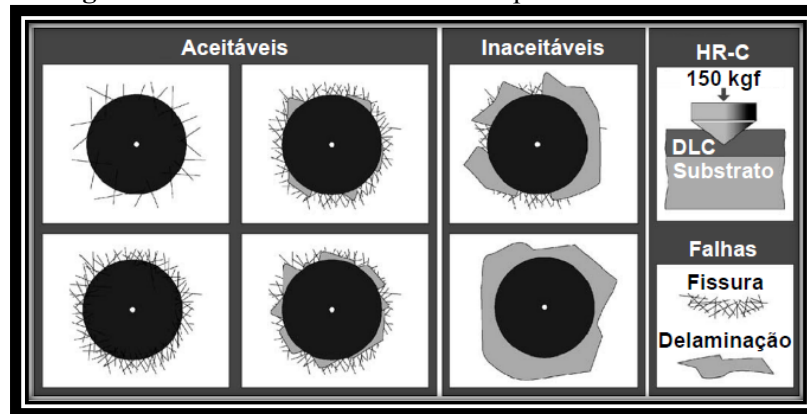 Aceitáveis
Inaceitáveis
HR-C
150 kgf
DLC
Substrato
Falhas
Fissura
Delaminação